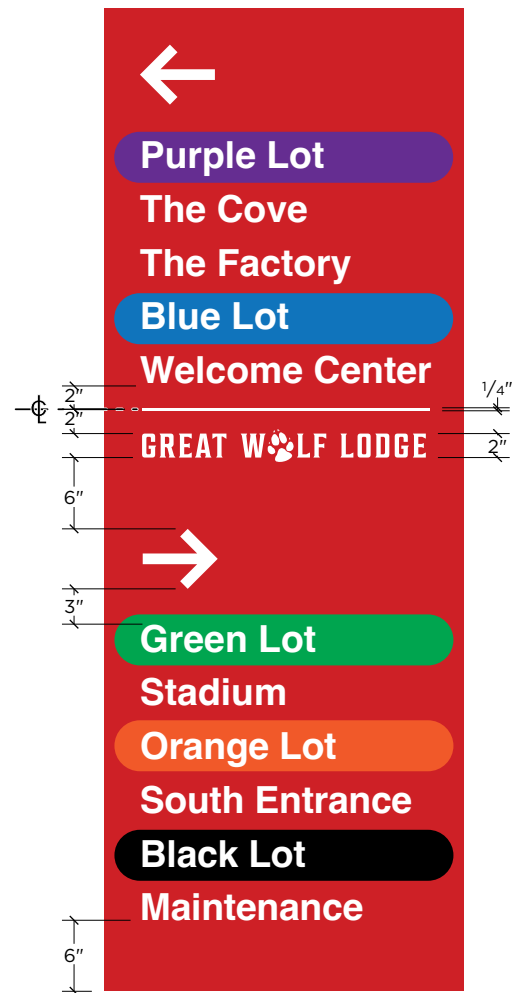 Purple Lot
The Cove
The Factory
Blue Lot
Welcome Center
2"
1/4"
℄
2"
GREAT WOLF LODGE
2"
6"
3"
Green Lot
Stadium
Orange Lot
South Entrance
Black Lot
Maintenance
6"